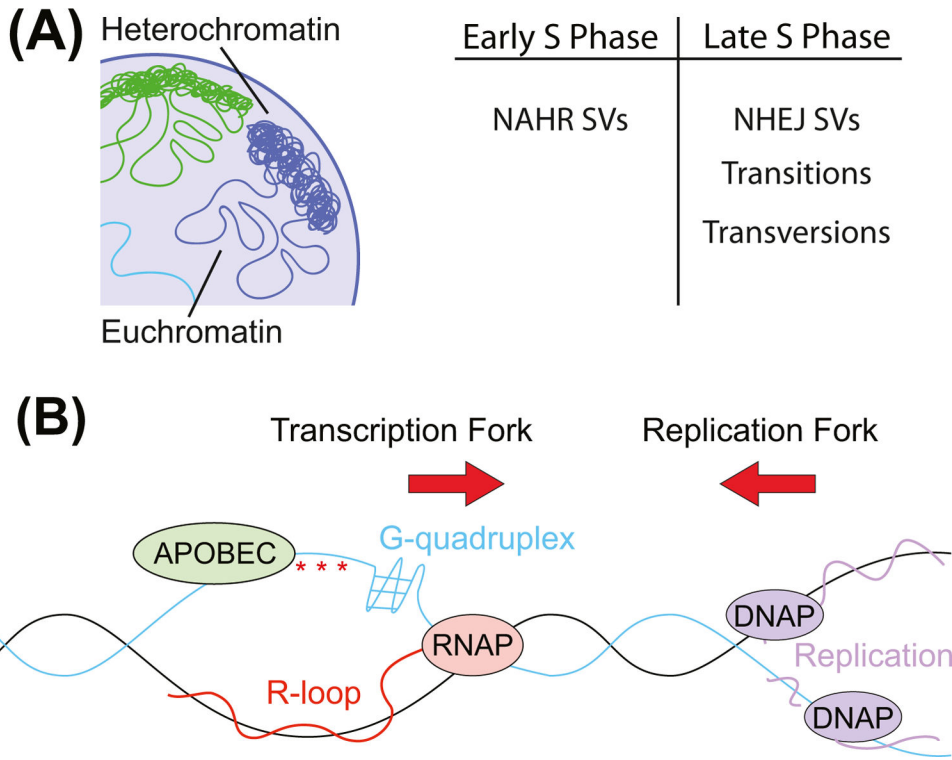 (A)
Heterochromatin
Euchromatin
Early S Phase Late S Phase
NAHR SVs NHEJ SVs
Transitions
Transversions
(B)
Transcription Fork Replication Fork
G-quadruplex
APOBEC
* * *
DNAP
RNAP
Replication
R-loop
DNAP